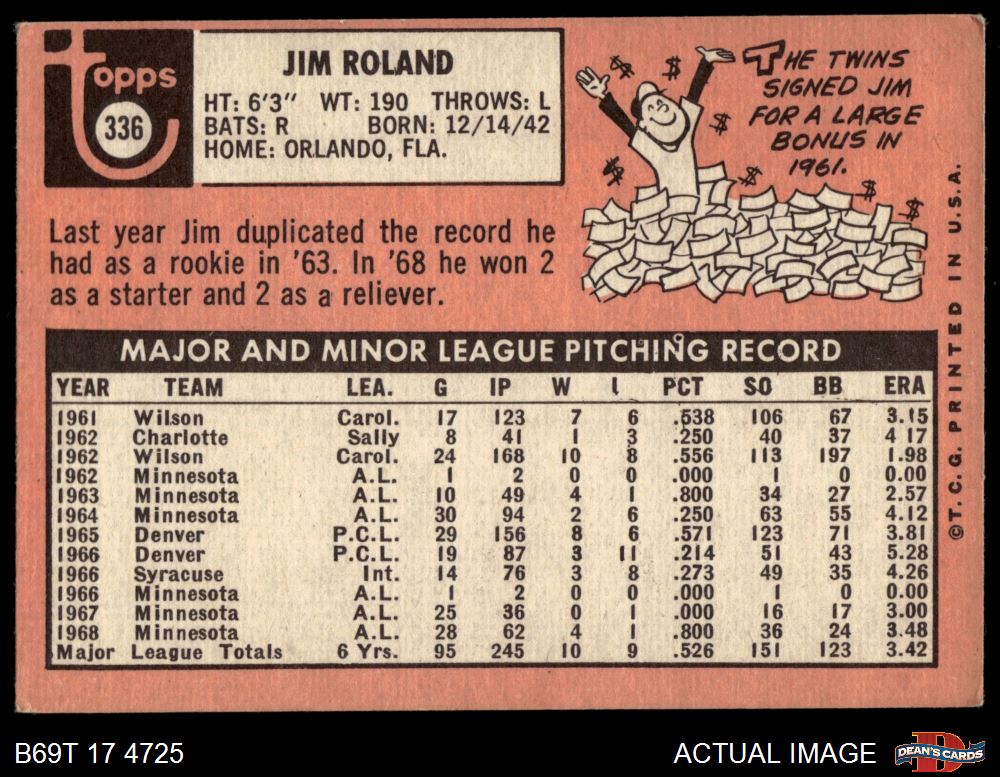 topps
336
JIM ROLAND
HT: 6'3" WT: 190 THROWS: L
BATS: R BORN: 12/14/42
HOME: ORLANDO, FLA.
THE TWINS
SIGNED JIM
FOR A LARGE
BONUS IN
1961.
Last year Jim duplicated the record he
had as a rookie in '63. In '68 he won 2
as a starter and 2 as a reliever.
MAJOR AND MINOR LEAGUE PITCHING RECORD
YEAR TEAM LEA. G IP W L PCT SO BB ERA
1961 Wilson Carol. 17 123 7 6 .538 106 67 3.15
1962 Charlotte Sally 8 41 1 3 .250 40 37 4 17
1962 Wilson Carol. 24 168 10 8 .556 113 197 1.98
1962 Minnesota A.L. 1 2 0 0 .000 1 0 0.00
1963 Minnesota A.L. 10 49 4 1 .800 34 27 2.57
1964 Minnesota A.L. 30 94 2 6 .250 63 55 4.12
1965 Denver P.C.L. 29 156 8 6 .571 123 71 3.81
1966 Denver P.C.L. 19 87 3 11 .214 51 43 5.28
1966 Syracuse Int. 14 76 3 8 .273 49 35 4.26
1966 Minnesota A.L. 1 2 0 0 .000 1 0 0.00
1967 Minnesota A.L. 25 36 0 1 .000 16 17 3.00
1968 Minnesota A.L. 28 62 4 1 .800 36 24 3.48
Major League Totals 6 Yrs. 95 245 10 9 .526 151 123 3.42
©T.C.G. PRINTED IN U.S.A.
B69T 17 4725
ACTUAL IMAGE
DEAN'S CARDS